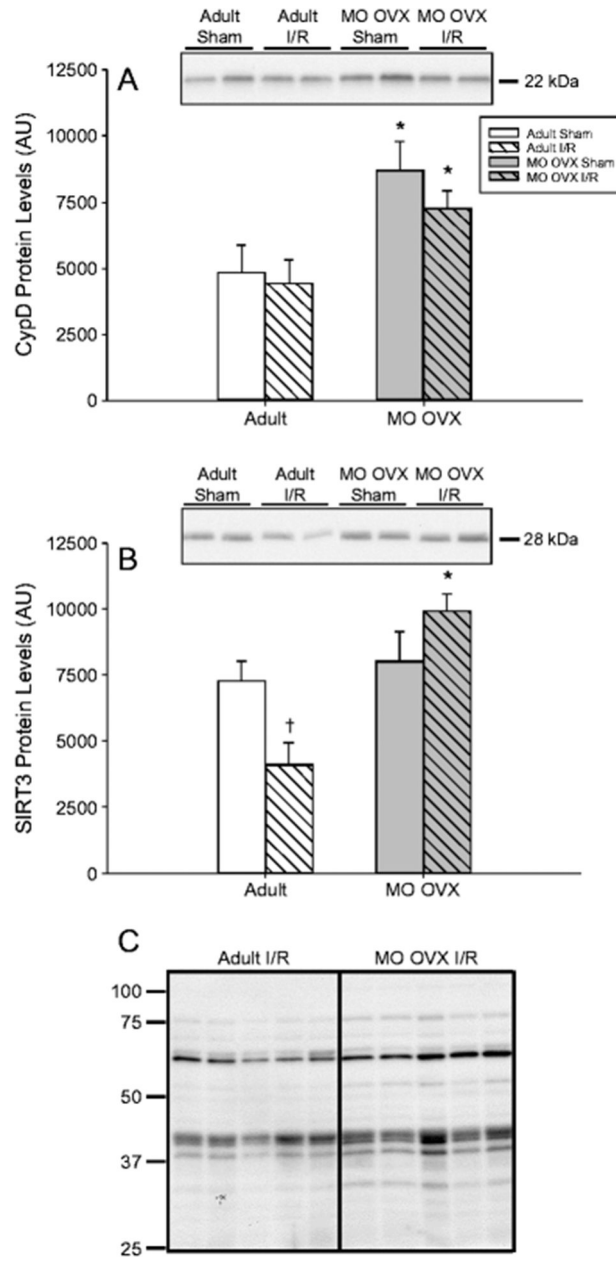 Adult Adult MO OVX MO OVX
Sham I/R Sham I/R
A
22 kDa
CypD Protein Levels (AU)
12500
10000
7500
5000
2500
0
* *
Adult Sham
Adult I/R
MO OVX Sham
MO OVX I/R
Adult MO OVX
Adult Adult MO OVX MO OVX
Sham I/R Sham I/R
B
28 kDa
SIRT3 Protein Levels (AU)
12500
10000
7500
5000
2500
0
† *
Adult MO OVX
C
Adult I/R MO OVX I/R
100
75
50
37
25